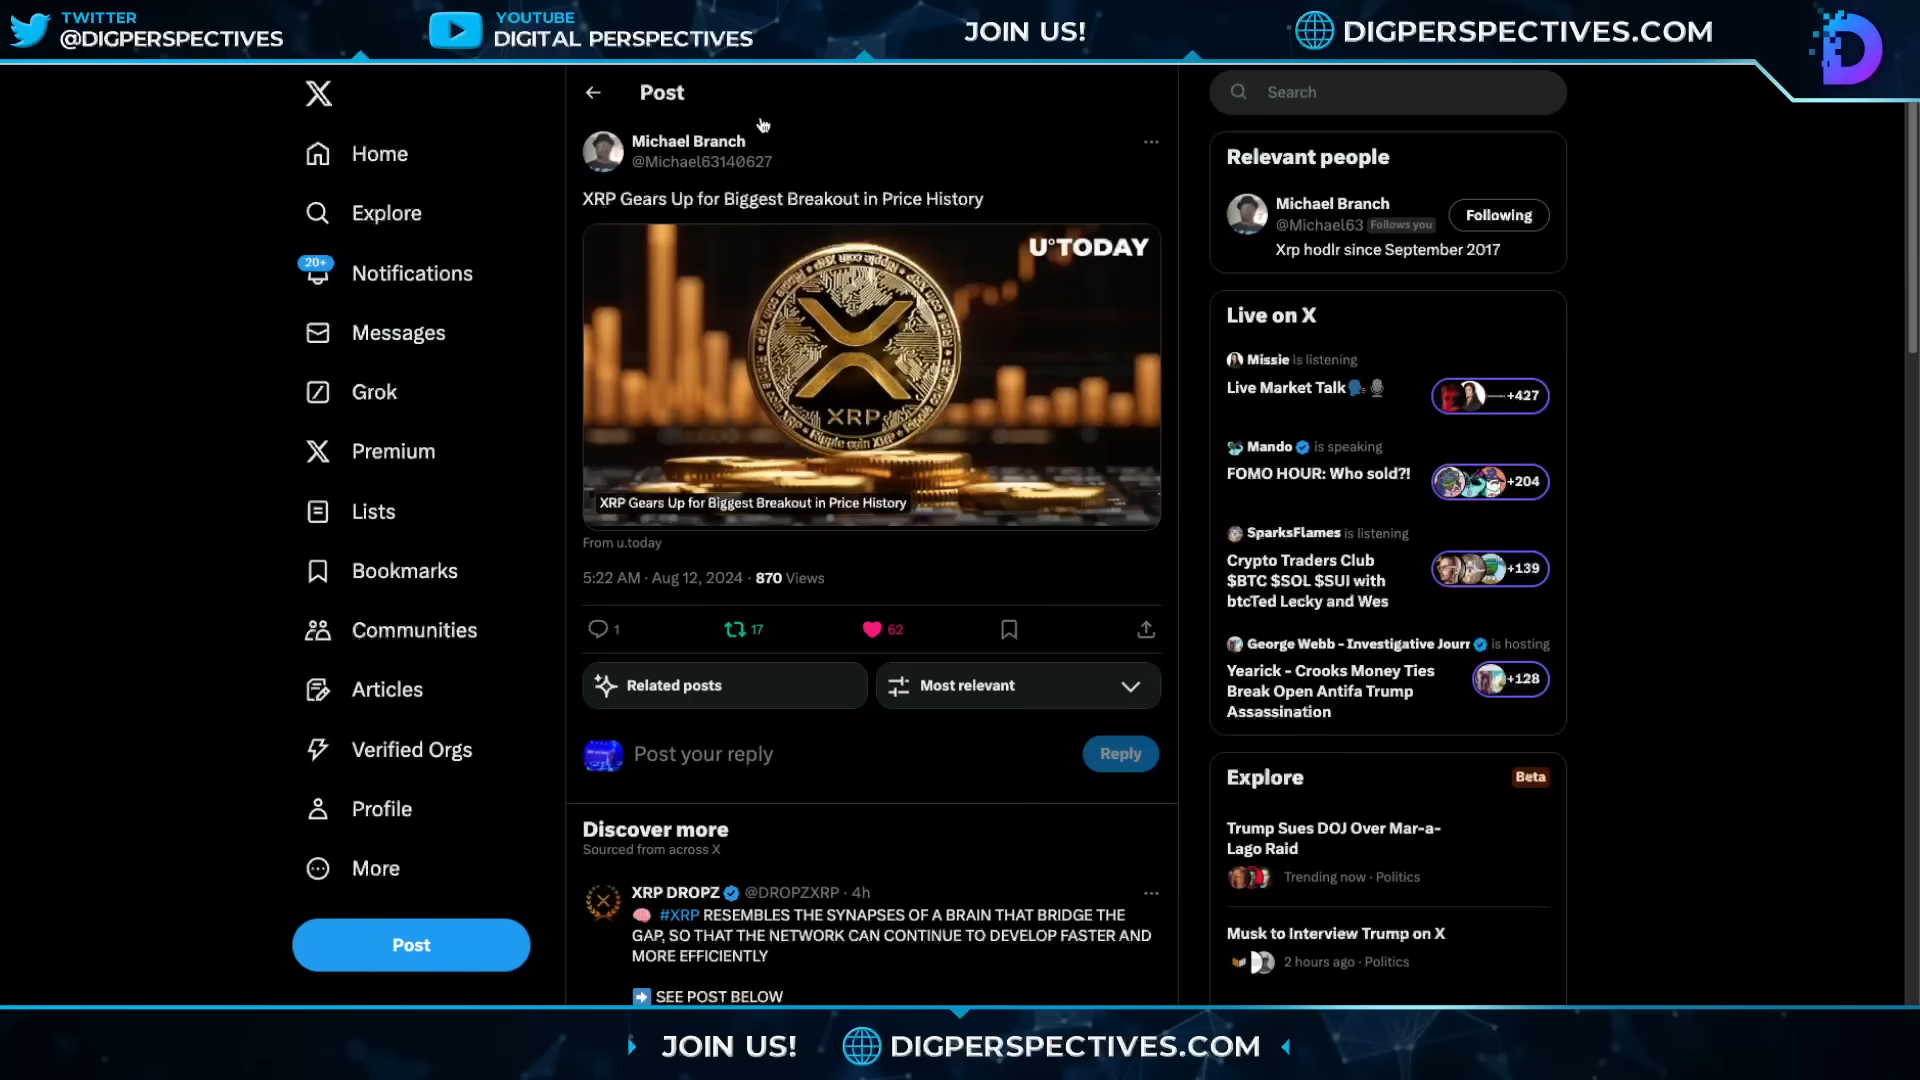 TWITTER
@DIGPERSPECTIVES
YOUTUBE
DIGITAL PERSPECTIVES
JOIN US!
DIGPERSPECTIVES.COM
Home
Explore
20+
Notifications
Messages
Grok
Premium
Lists
Bookmarks
Communities
Articles
Verified Orgs
Profile
More
Post
Post
Michael Branch
@Michael63140627
XRP Gears Up for Biggest Breakout in Price History
U°TODAY
XRP
Ripple coin XRP
XRP Gears Up for Biggest Breakout in Price History
From u.today
5:22 AM · Aug 12, 2024 · 870 Views
1
17
62
Related posts
Most relevant
Post your reply
Reply
Discover more
Sourced from across X
XRP DROPZ @DROPZXRP · 4h
#XRP RESEMBLES THE SYNAPSES OF A BRAIN THAT BRIDGE THE
GAP, SO THAT THE NETWORK CAN CONTINUE TO DEVELOP FASTER AND
MORE EFFICIENTLY
SEE POST BELOW
Search
Relevant people
Michael Branch
@Michael63 Follows you
Following
Xrp hodlr since September 2017
Live on X
Missie is listening
Live Market Talk
+427
Mando is speaking
FOMO HOUR: Who sold?!
+204
SparksFlames is listening
Crypto Traders Club
$BTC $SOL $SUI with
btcTed Lecky and Wes
+139
George Webb - Investigative Journ is hosting
Yearick - Crooks Money Ties
Break Open Antifa Trump
Assassination
+128
Explore
Beta
Trump Sues DOJ Over Mar-a-
Lago Raid
Trending now · Politics
Musk to Interview Trump on X
2 hours ago · Politics
JOIN US!
DIGPERSPECTIVES.COM